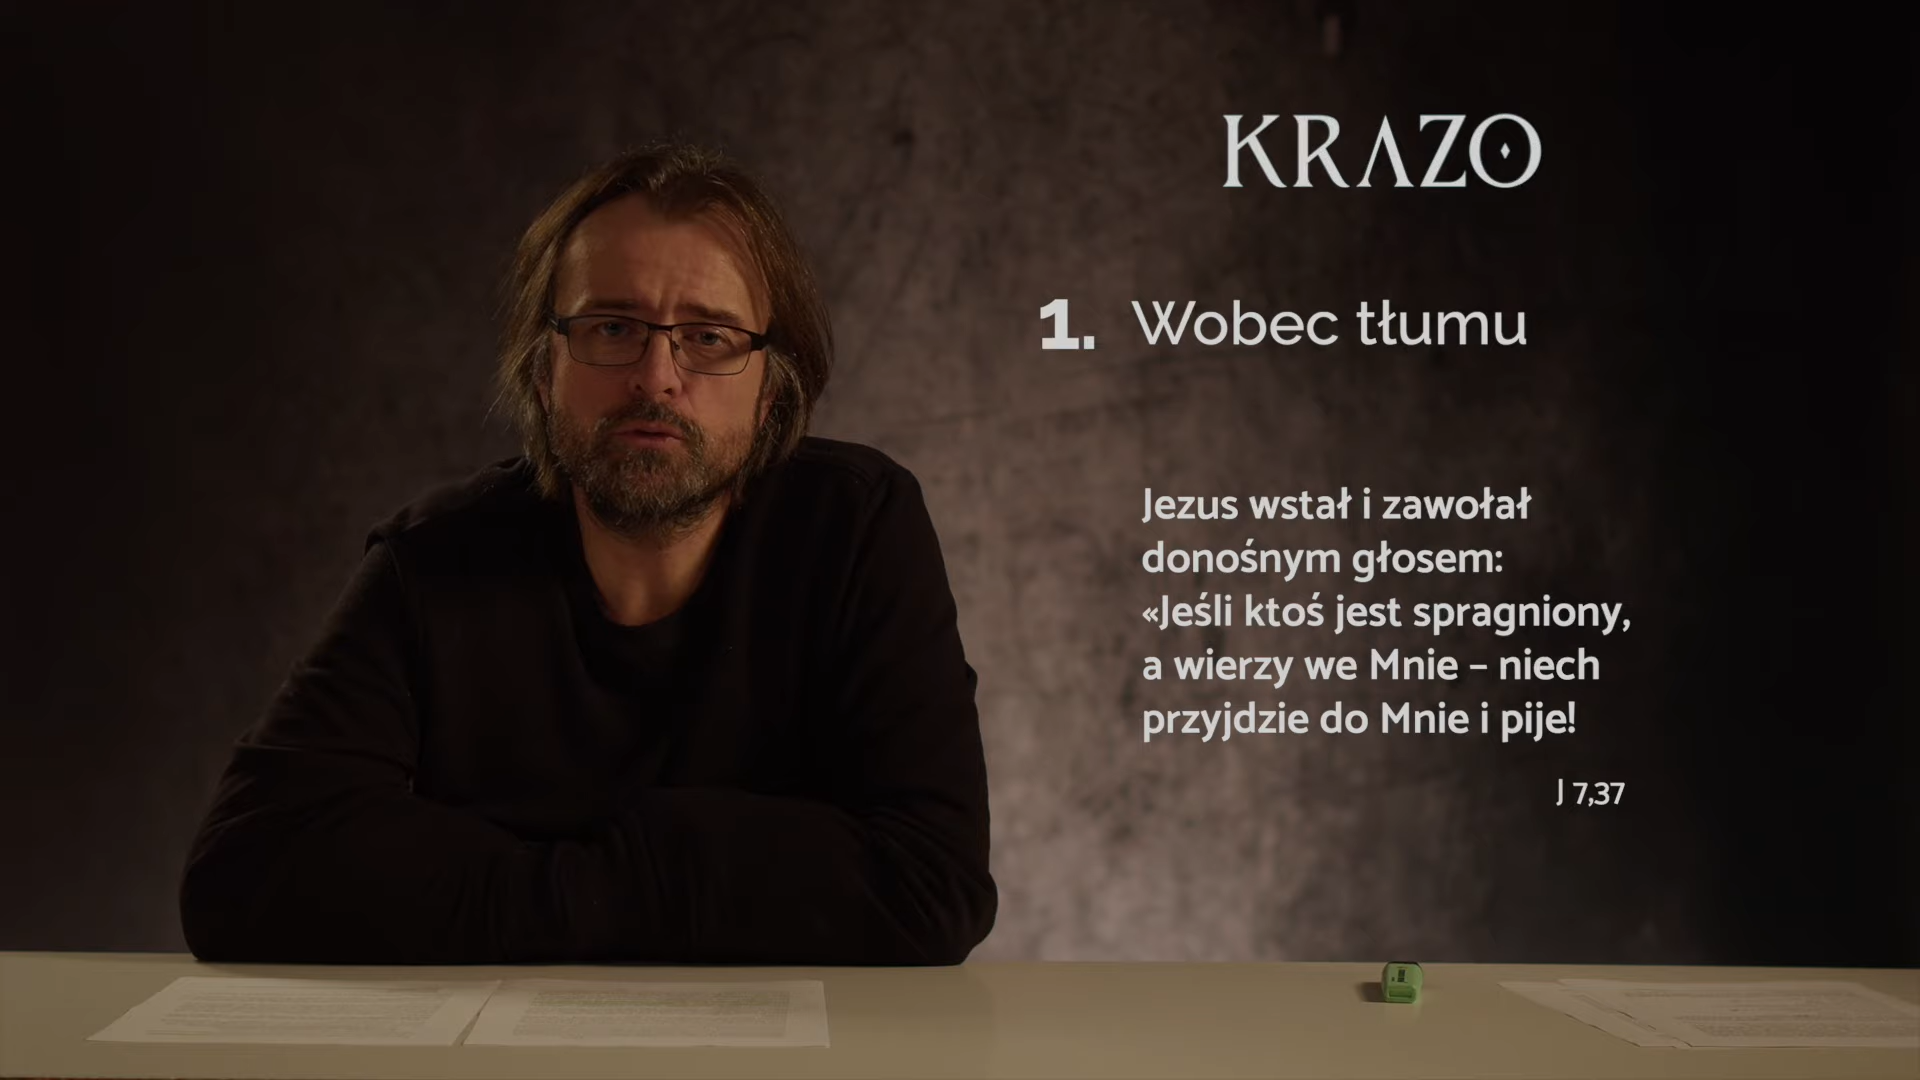 KRAZO
1. Wobec tłumu
Jezus wstał i zawołał
donośnym głosem:
«Jeśli ktoś jest spragniony,
a wierzy we Mnie – niech
przyjdzie do Mnie i pije!
J 7,37